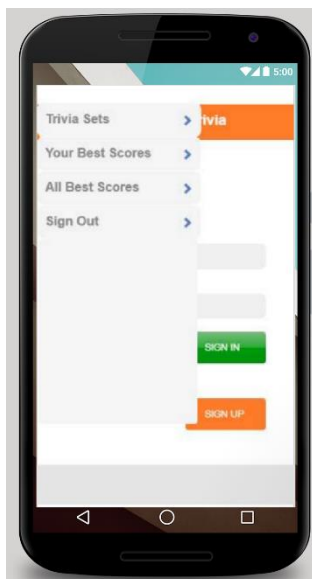 5:00
Trivia Sets
rivia
Your Best Scores
All Best Scores
Sign Out
SIGN IN
SIGN UP